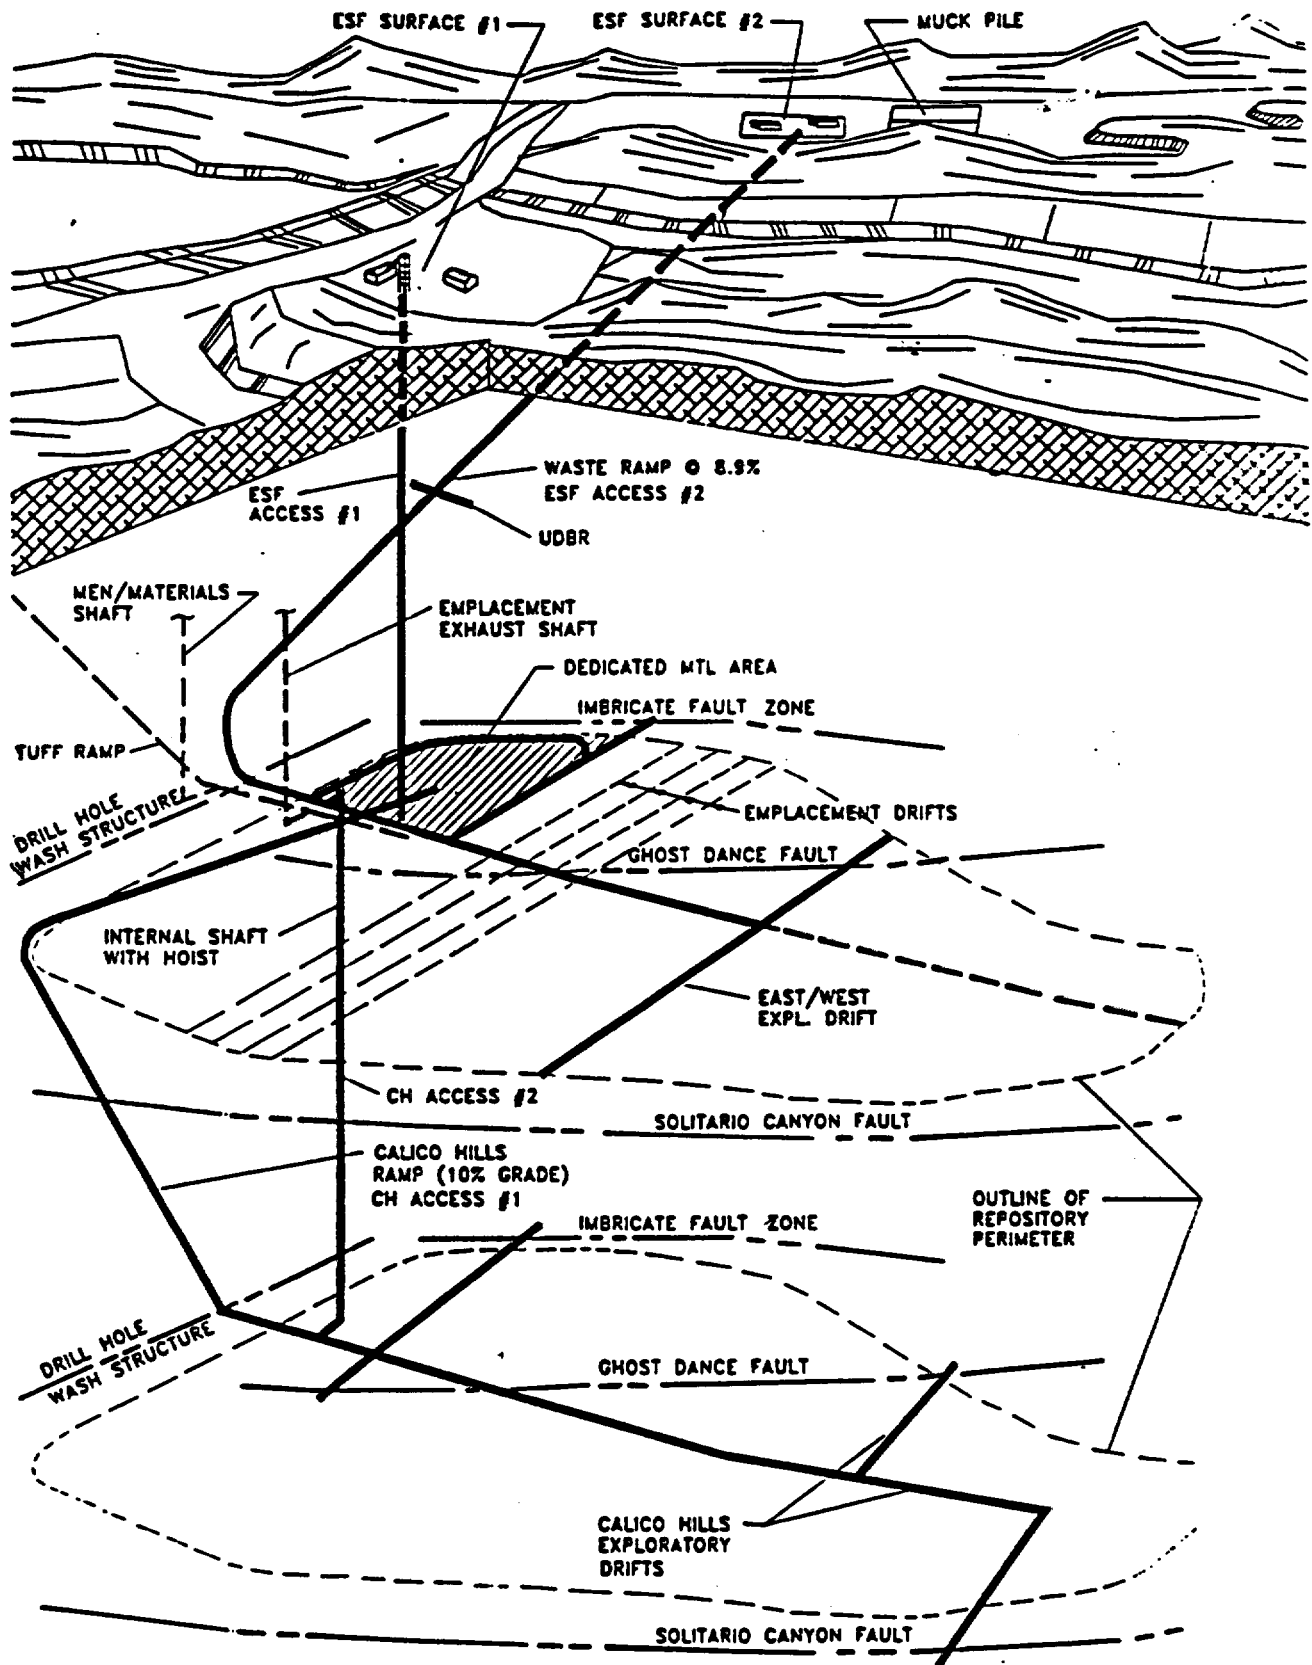 ESF SURFACE #1
ESF SURFACE #2
MUCK PILE
WASTE RAMP @ 8.9%
ESF ACCESS #2
ESF
ACCESS #1
UDBR
MEN/MATERIALS
SHAFT
EMPLACEMENT
EXHAUST SHAFT
DEDICATED MTL AREA
IMBRICATE FAULT ZONE
TUFF RAMP
DRILL HOLE
WASH STRUCTURE
EMPLACEMENT DRIFTS
GHOST DANCE FAULT
INTERNAL SHAFT
WITH HOIST
EAST/WEST
EXPL. DRIFT
CH ACCESS #2
SOLITARIO CANYON FAULT
CALICO HILLS
RAMP (10% GRADE)
CH ACCESS #1
OUTLINE OF
REPOSITORY
PERIMETER
IMBRICATE FAULT ZONE
DRILL HOLE
WASH STRUCTURE
GHOST DANCE FAULT
CALICO HILLS
EXPLORATORY
DRIFTS
SOLITARIO CANYON FAULT